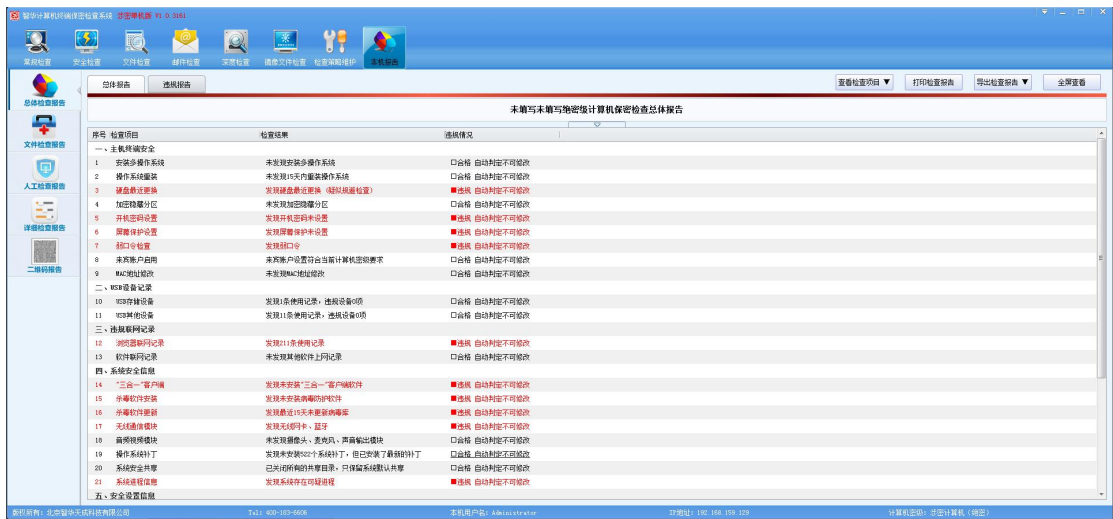 智华计算机终端保密检查系统 涉密单机版 V1.0.3181
常规检查 安全检查 文件检查 邮件检查 深度检查 镜像文件检查 检查策略维护 本机报告
总体检查报告
文件检查报告
人工检查报告
详细检查报告
二维码报告
总体报告 违规报告 查看检查项目 ▼ 打印检查报告 导出检查报告 ▼ 全屏查看
未填写未填写绝密级计算机保密检查总体报告
序号 检查项目 检查结果 违规情况
一、主机终端安全
1 安装多操作系统 未发现安装多操作系统 口合格 自动判定不可修改
2 操作系统重装 未发现15天内重装操作系统 口合格 自动判定不可修改
3 硬盘最近更换 发现硬盘最近更换（疑似规避检查） ■违规 自动判定不可修改
4 加密隐藏分区 未发现加密隐藏分区 口合格 自动判定不可修改
5 开机密码设置 发现开机密码未设置 ■违规 自动判定不可修改
6 屏幕保护设置 发现屏幕保护未设置 ■违规 自动判定不可修改
7 弱口令检查 发现弱口令 ■违规 自动判定不可修改
8 来宾账户启用 来宾账户设置符合当前计算机密级要求 口合格 自动判定不可修改
9 MAC地址修改 未发现MAC地址修改 口合格 自动判定不可修改
二、USB设备记录
10 USB存储设备 发现1条使用记录，违规设备0项 口合格 自动判定不可修改
11 USB其他设备 发现11条使用记录，违规设备0项 口合格 自动判定不可修改
三、违规联网记录
12 浏览器联网记录 发现211条使用记录 ■违规 自动判定不可修改
13 软件联网记录 未发现其他软件上网记录 口合格 自动判定不可修改
四、系统安全信息
14 "三合一"客户端 发现未安装"三合一"客户端软件 ■违规 自动判定不可修改
15 杀毒软件安装 发现未安装病毒防护软件 ■违规 自动判定不可修改
16 杀毒软件更新 发现最近15天未更新病毒库 ■违规 自动判定不可修改
17 无线通信模块 发现无线网卡、蓝牙 ■违规 自动判定不可修改
18 音频视频模块 未发现摄像头、麦克风、声音输出模块 口合格 自动判定不可修改
19 操作系统补丁 发现未安装522个系统补丁，但已安装了最新的补丁 口合格 自动判定不可修改
20 系统安全共享 已关闭所有的共享目录，只保留系统默认共享 口合格 自动判定不可修改
21 系统进程信息 发现系统存在可疑进程 ■违规 自动判定不可修改
五、安全设置信息
版权所有：北京智华天成科技有限公司 Tel: 400-183-6606 本机用户名: Administrator IP地址: 192.168.159.129 计算机密级: 涉密计算机 (绝密)